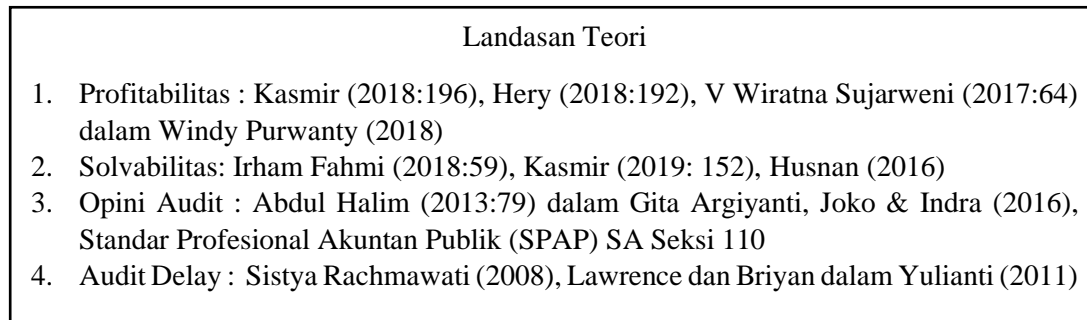 Landasan Teori
1. Profitabilitas : Kasmir (2018:196), Hery (2018:192), V Wiratna Sujarweni (2017:64)
dalam Windy Purwanty (2018)
2. Solvabilitas: Irham Fahmi (2018:59), Kasmir (2019: 152), Husnan (2016)
3. Opini Audit : Abdul Halim (2013:79) dalam Gita Argiyanti, Joko & Indra (2016),
Standar Profesional Akuntan Publik (SPAP) SA Seksi 110
4. Audit Delay : Sistya Rachmawati (2008), Lawrence dan Briyan dalam Yulianti (2011)